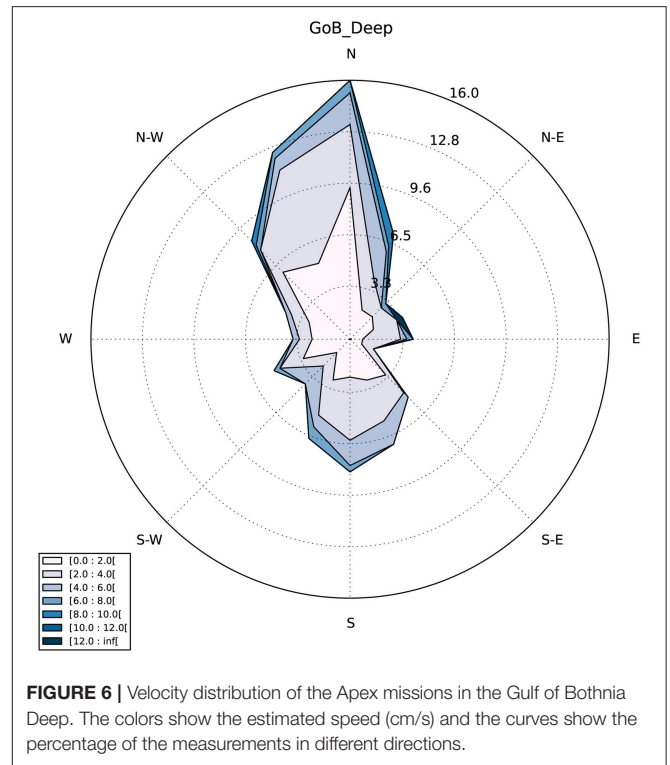 GoB_Deep
N
16.0
N-W
N-E
12.8
9.6
6.5
3.3
W
E
S-W
S-E
S
[0.0 : 2.0[
[2.0 : 4.0[
[4.0 : 6.0[
[6.0 : 8.0[
[8.0 : 10.0[
[10.0 : 12.0[
[12.0 : inf[
FIGURE 6 | Velocity distribution of the Apex missions in the Gulf of Bothnia
Deep. The colors show the estimated speed (cm/s) and the curves show the
percentage of the measurements in different directions.